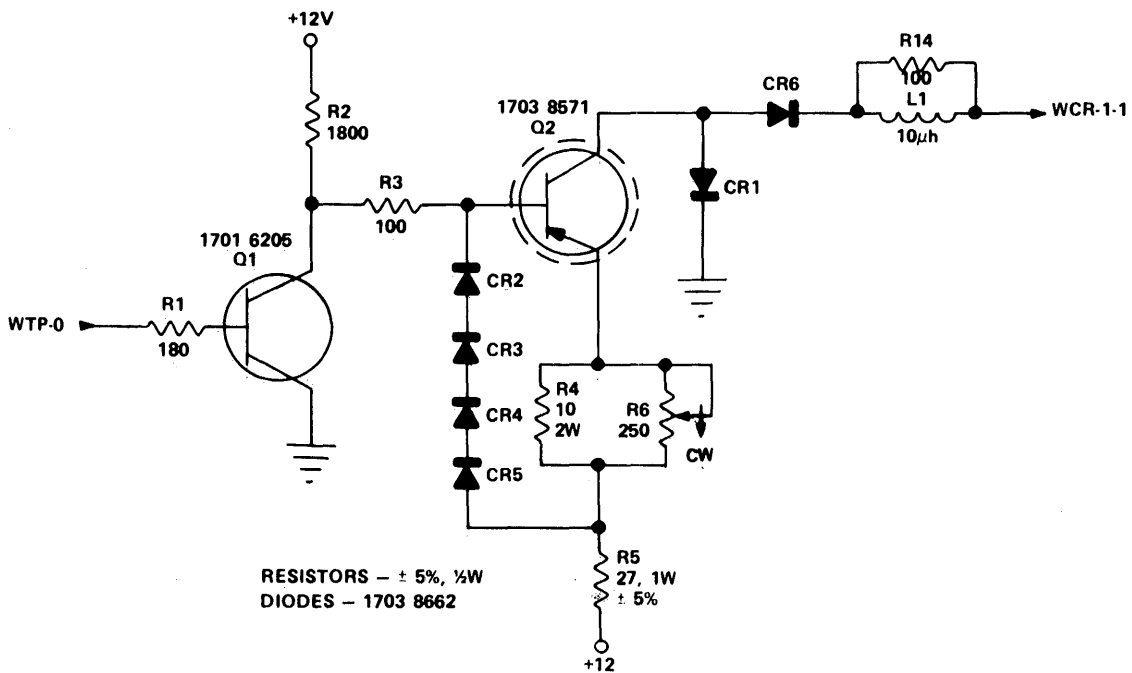 +12V
R2
1800
R3
100
1701 6205
Q1
WTP-0
R1
180
1703 8571
Q2
CR6
R14
100
L1
10μh
WCR-1-1
CR1
CR2
CR3
CR4
CR5
R4
10
2W
R6
250
CW
R5
27, 1W
± 5%
+12
RESISTORS – ± 5%, ½W
DIODES – 1703 8662